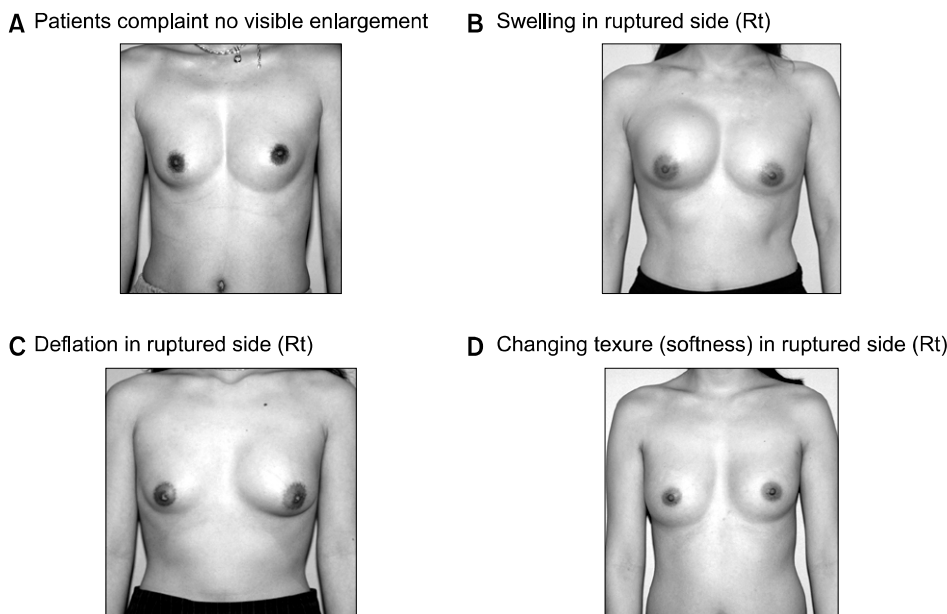 A Patients complaint no visible enlargement
B Swelling in ruptured side (Rt)
C Deflation in ruptured side (Rt)
D Changing texure (softness) in ruptured side (Rt)